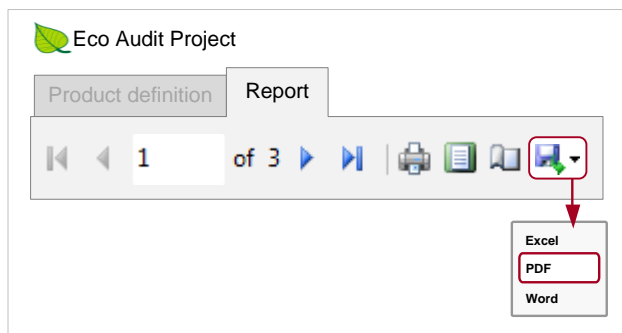 Eco Audit Project
Product definition Report
1 of 3
Excel
PDF
Word